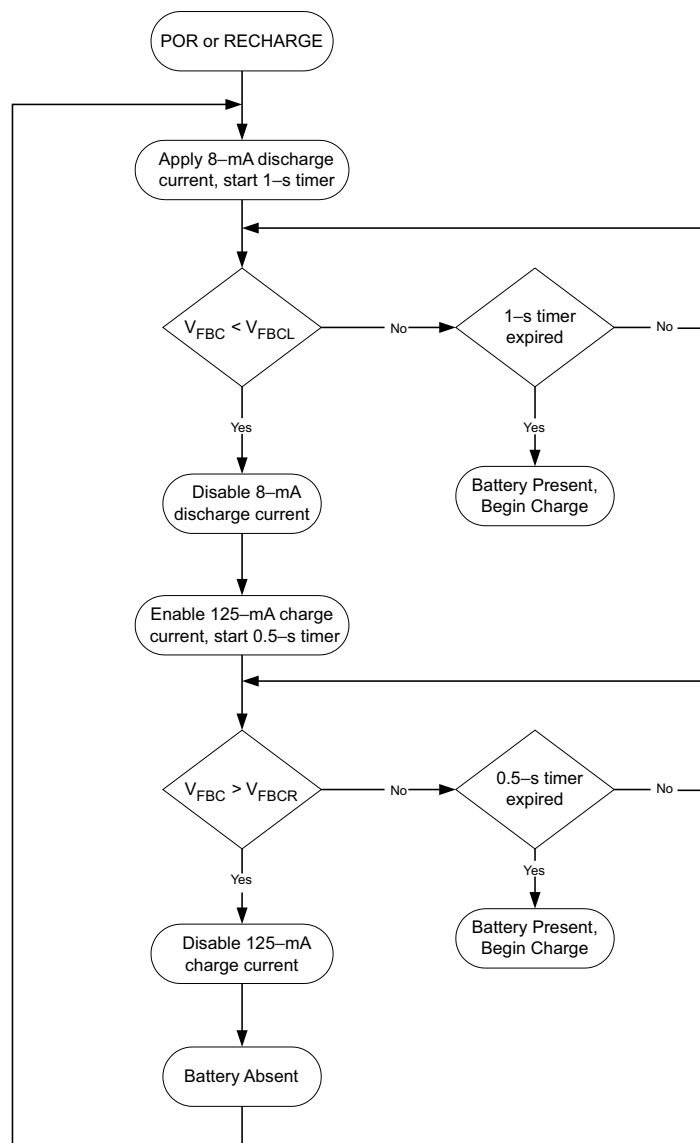 POR or RECHARGE
Apply 8–mA discharge
current, start 1–s timer
V_FBC < V_FBCL
No
1–s timer
expired
No
Yes
Yes
Disable 8–mA
discharge current
Battery Present,
Begin Charge
Enable 125–mA charge
current, start 0.5–s timer
V_FBC > V_FBCR
No
0.5–s timer
expired
No
Yes
Yes
Disable 125–mA
charge current
Battery Present,
Begin Charge
Battery Absent